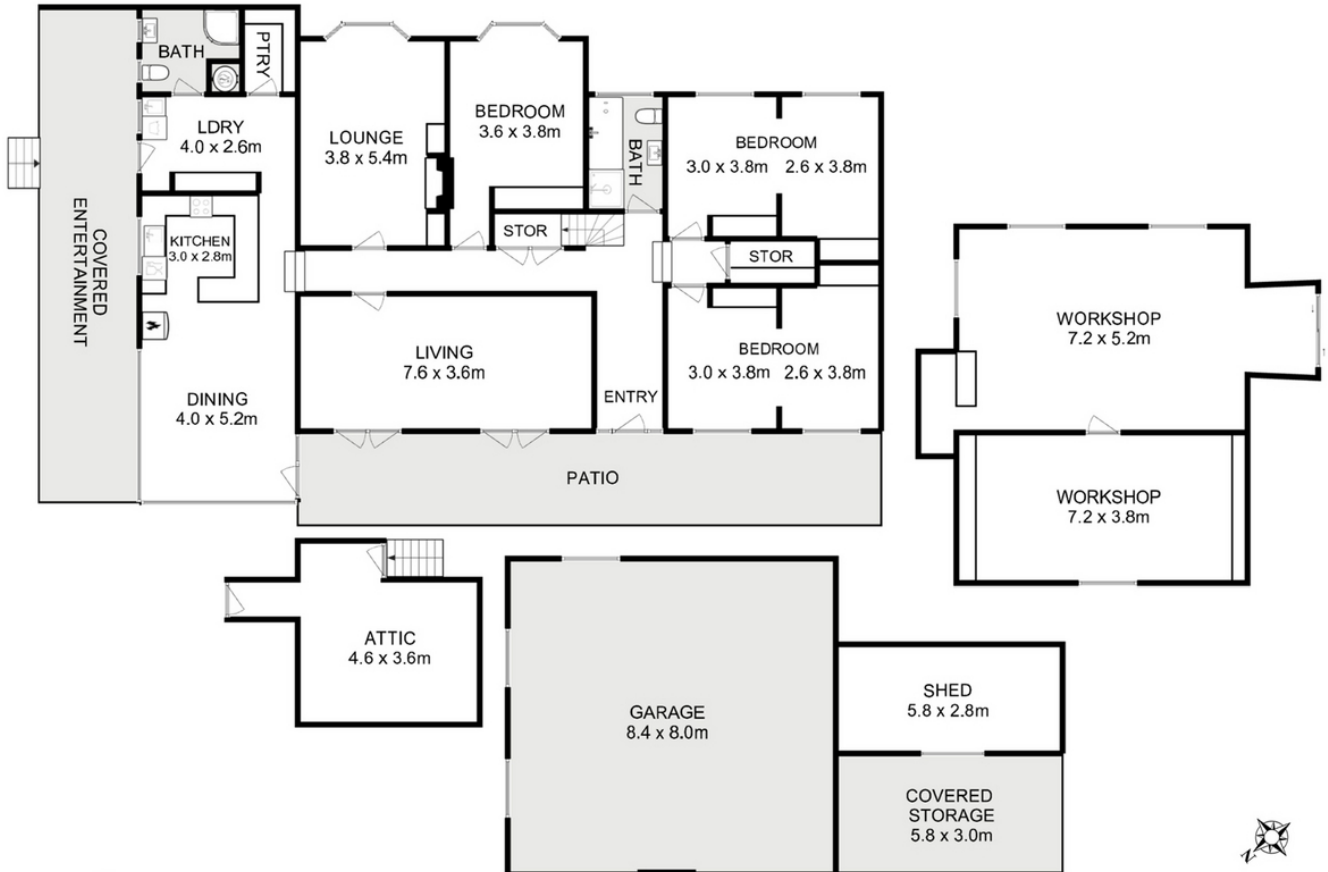 BATH
PTRY
LDRY
4.0 x 2.6m
LOUNGE
3.8 x 5.4m
BEDROOM
3.6 x 3.8m
BATH
BEDROOM
3.0 x 3.8m 2.6 x 3.8m
COVERED
ENTERTAINMENT
KITCHEN
3.0 x 2.8m
STOR
STOR
LIVING
7.6 x 3.6m
BEDROOM
3.0 x 3.8m 2.6 x 3.8m
DINING
4.0 x 5.2m
ENTRY
PATIO
WORKSHOP
7.2 x 5.2m
WORKSHOP
7.2 x 3.8m
ATTIC
4.6 x 3.6m
GARAGE
8.4 x 8.0m
SHED
5.8 x 2.8m
COVERED
STORAGE
5.8 x 3.0m
N